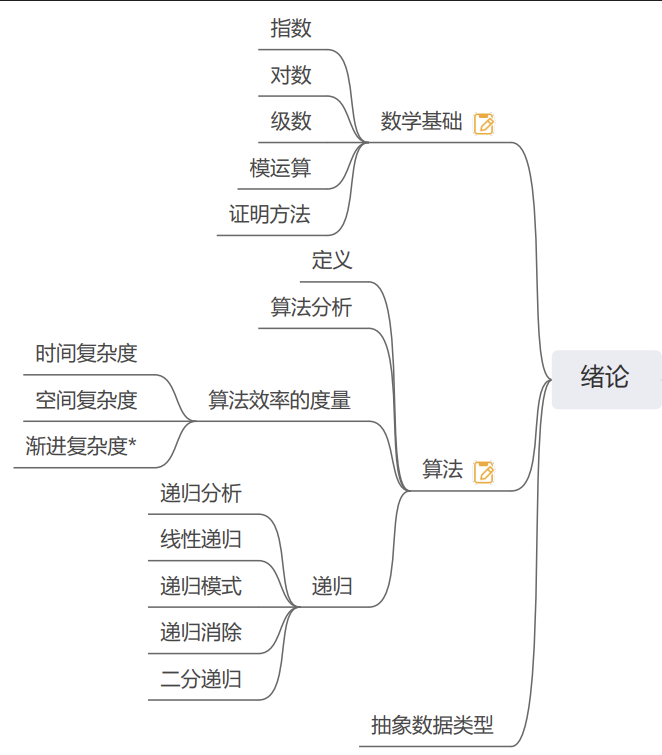 指数
对数
级数
数学基础
模运算
证明方法
定义
算法分析
时间复杂度
绪论
空间复杂度
算法效率的度量
渐进复杂度*
算法
递归分析
线性递归
递归模式
递归
递归消除
二分递归
抽象数据类型